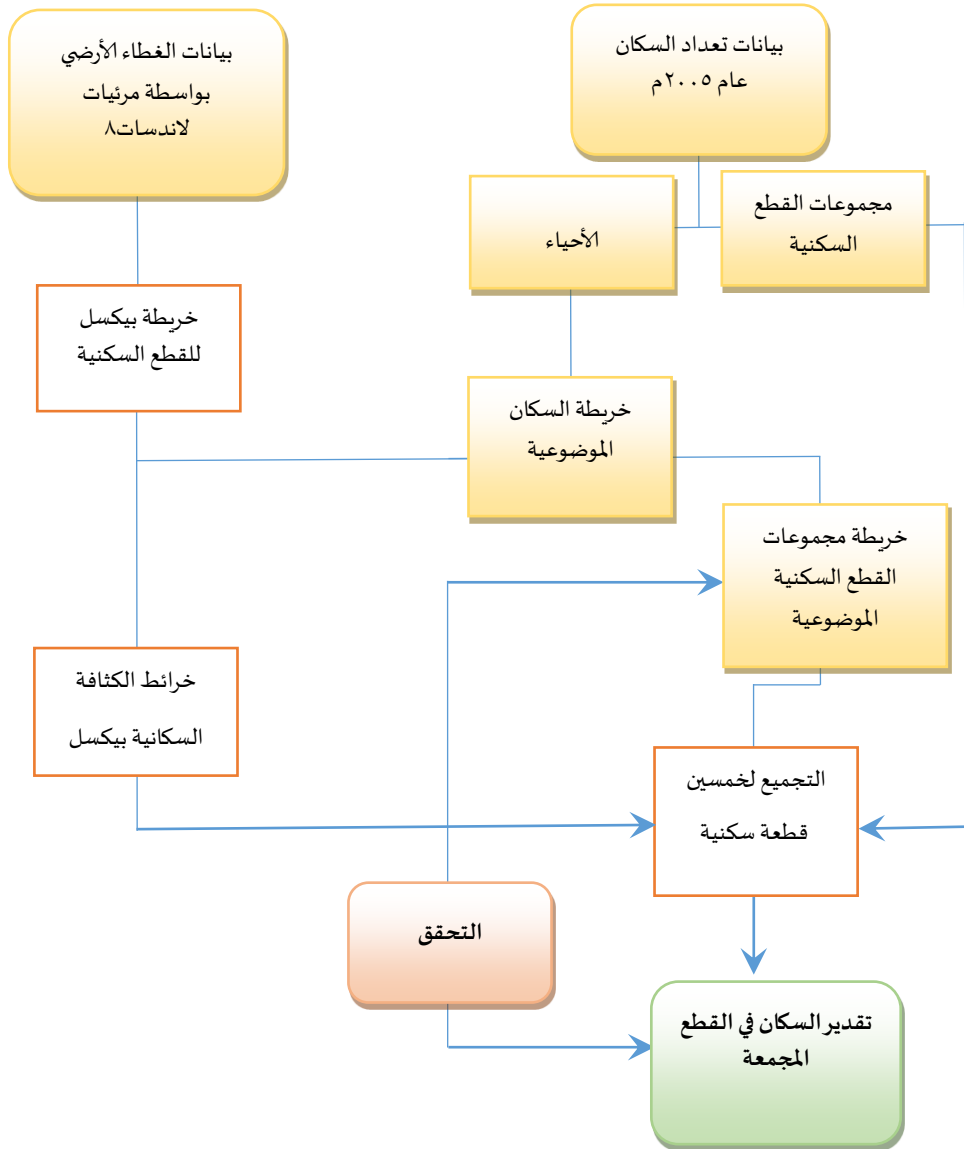 بيانات تعداد السكان
عام ٢٠٠٥م
بيانات الغطاء الأرضي
بواسطة مرئيات
لاندسات٨
مجموعات القطع
السكنية
الأحياء
خريطة بيكسل
للقطع السكنية
خريطة السكان
الموضوعية
خريطة مجموعات
القطع السكنية
الموضوعية
خرائط الكثافة
السكانية بيكسل
التجميع لخمسين
قطعة سكنية
التحقق
تقدير السكان في القطع
المجمعة